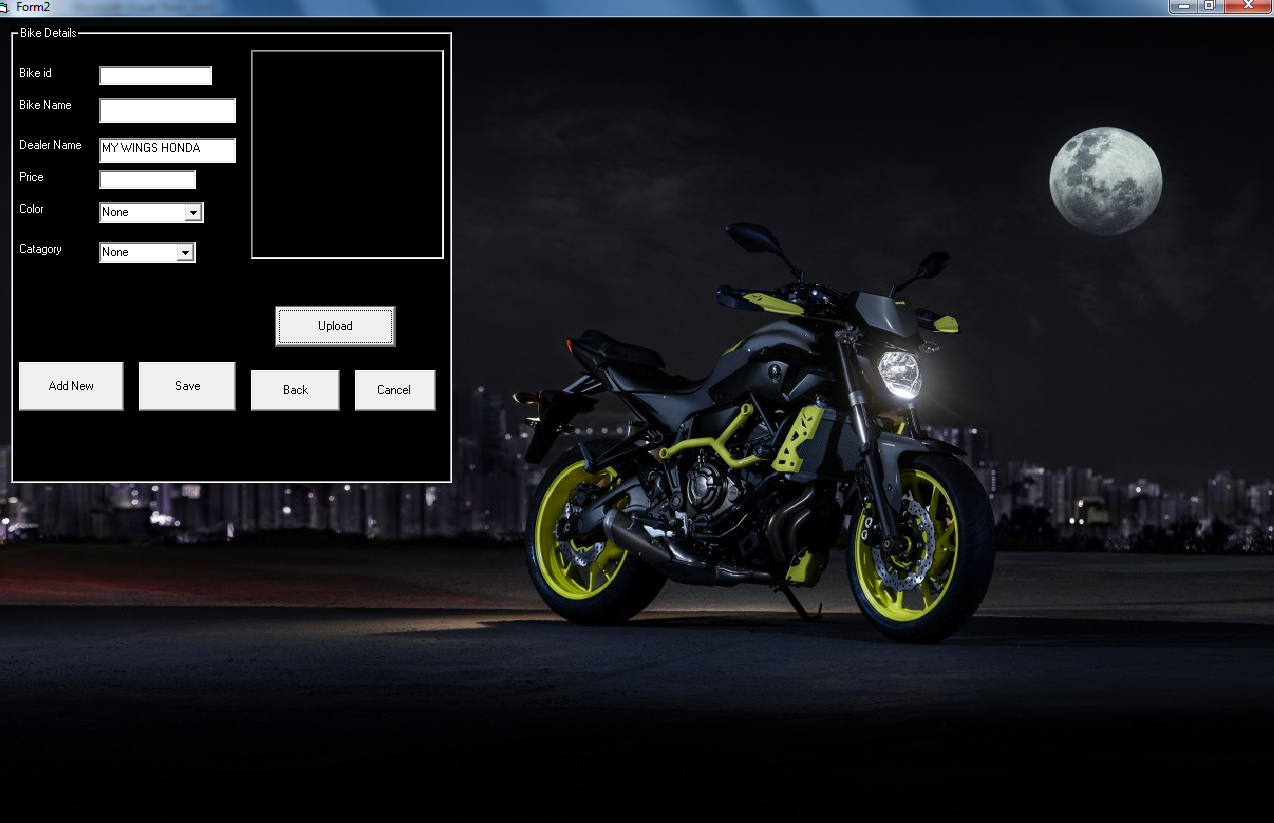 Form2
Bike Details
Bike id
Bike Name
Dealer Name MY WINGS HONDA
Price
Color None
Catagory None
Upload
Add New Save Back Cancel